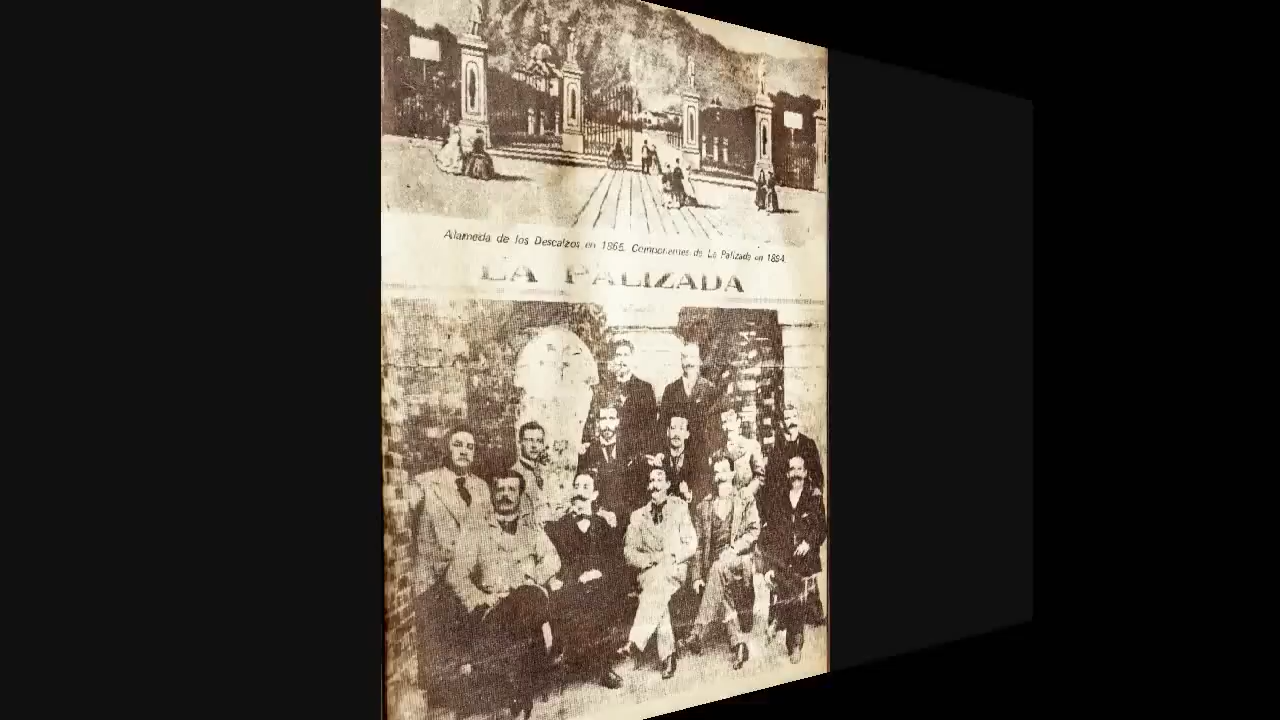 Alameda de los Descalzos en 1865. Componentes de La Palizada en 1894.
LA PALIZADA